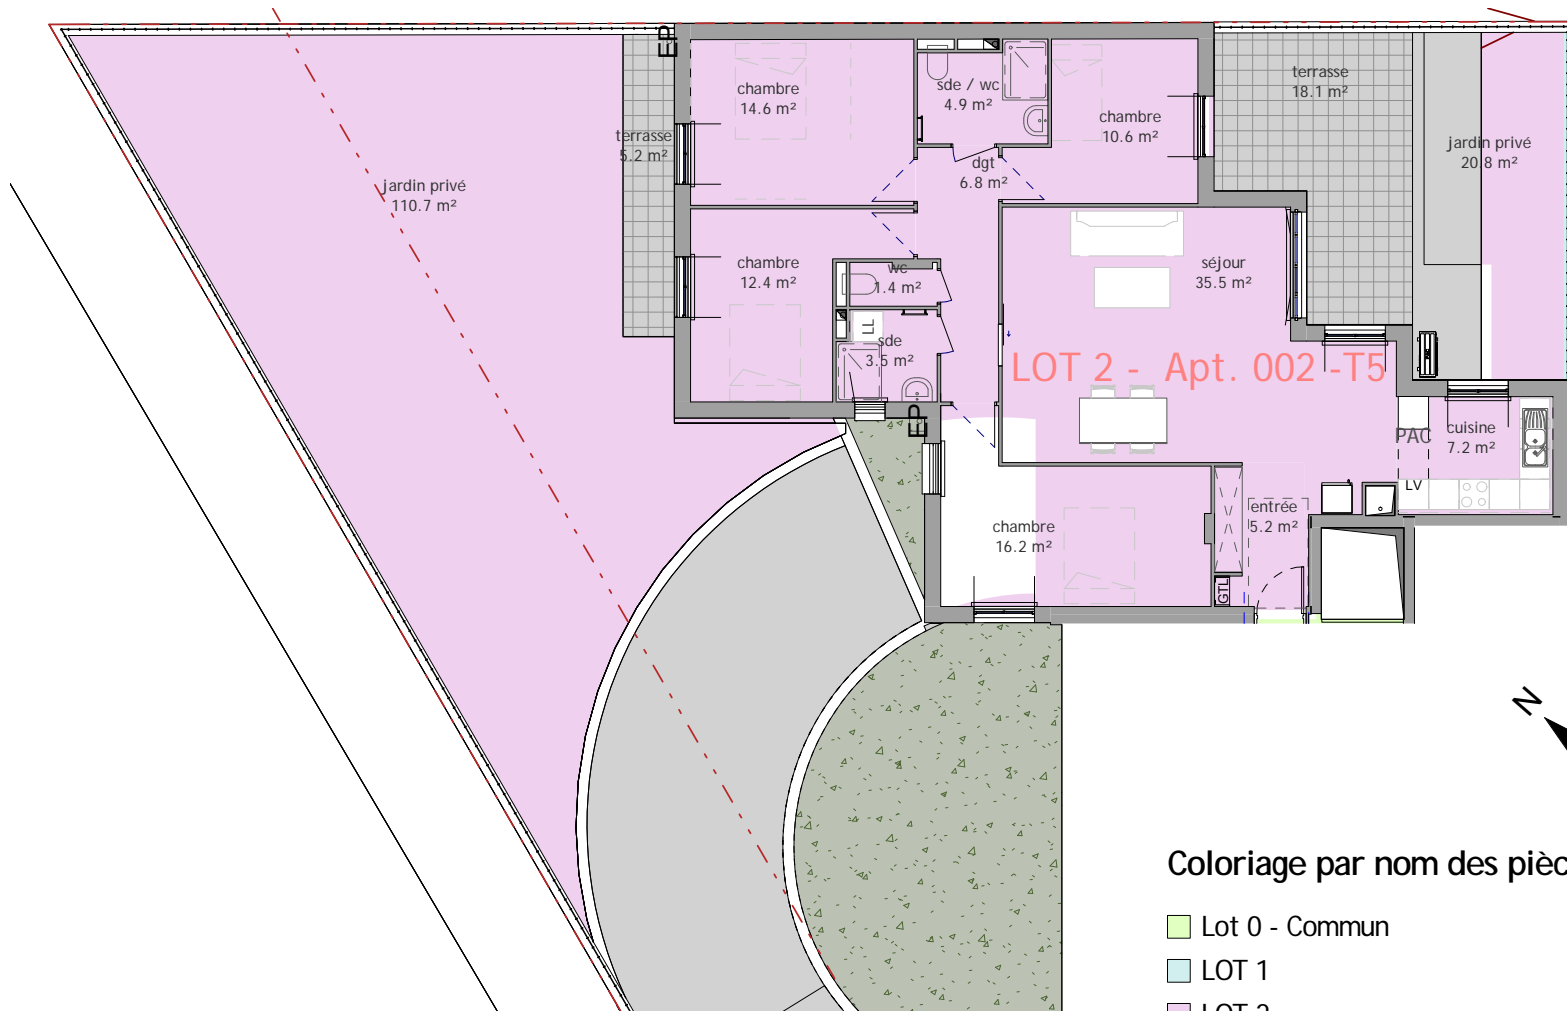 EP
chambre
14.6 m²
sde / wc
4.9 m²
chambre
10.6 m²
terrasse
18.1 m²
terrasse
5.2 m²
jardin privé
20.8 m²
dgt
6.8 m²
jardin privé
110.7 m²
chambre
12.4 m²
wc
1.4 m²
séjour
35.5 m²
LL
sde
3.5 m²
LOT 2 - Apt. 002 -T5
EP
PAC
cuisine
7.2 m²
LV
chambre
16.2 m²
entrée
5.2 m²
GTL
N
Coloriage par nom des pièc
Lot 0 - Commun
LOT 1
LOT 2